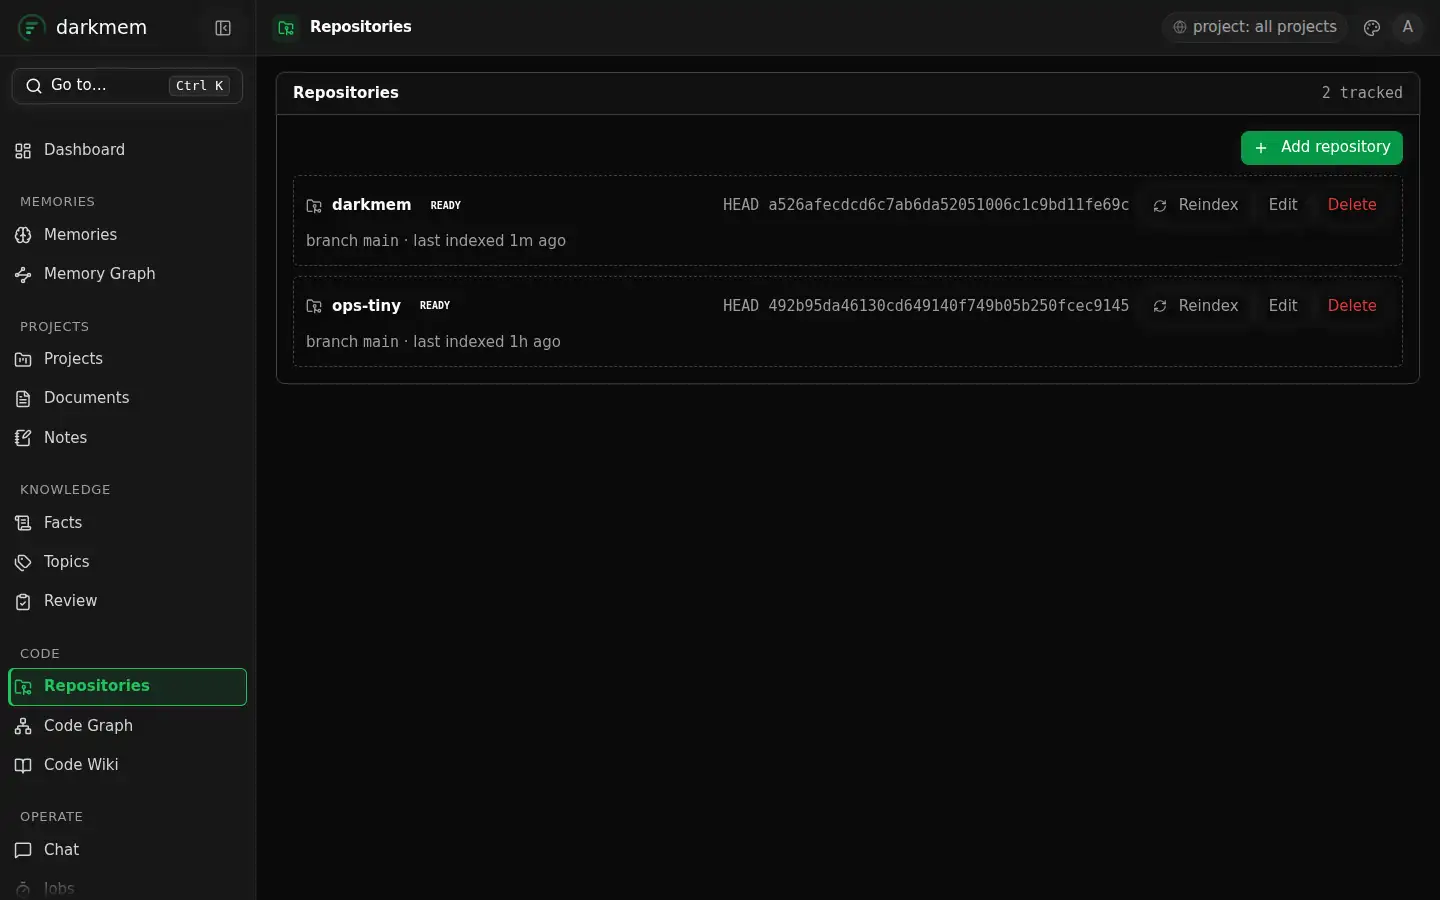 darkmem
Repositories
project: all projects
A
Go to...
Ctrl K
Dashboard
MEMORIES
Memories
Memory Graph
PROJECTS
Projects
Documents
Notes
KNOWLEDGE
Facts
Topics
Review
CODE
Repositories
Code Graph
Code Wiki
OPERATE
Chat
Jobs
Repositories
2 tracked
Add repository
darkmem READY HEAD a526afecdcd6c7ab6da52051006c1c9bd11fe69c Reindex Edit Delete
branch main · last indexed 1m ago
ops-tiny READY HEAD 492b95da46130cd649140f749b05b250fcec9145 Reindex Edit Delete
branch main · last indexed 1h ago